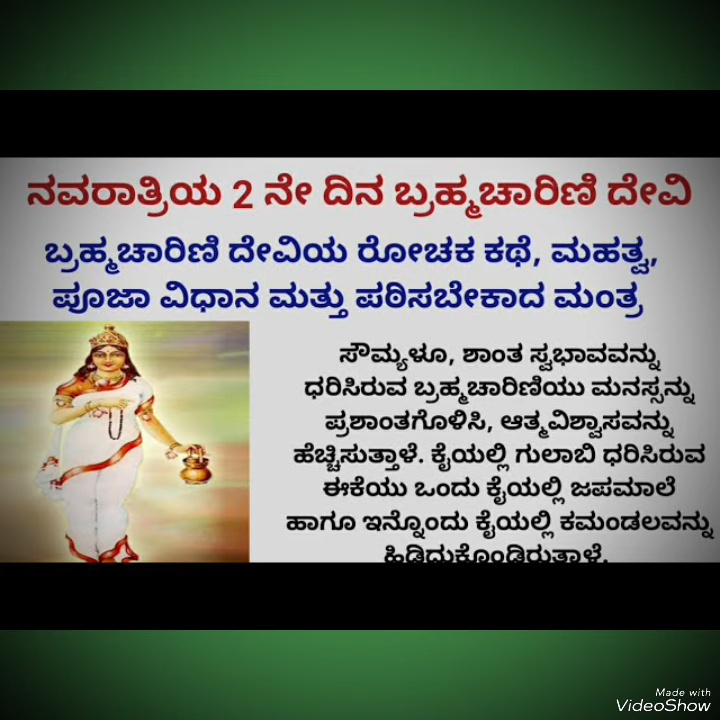 ನವರಾತ್ರಿಯ 2 ನೇ ದಿನ ಬ್ರಹ್ಮಚಾರಿಣಿ ದೇವಿ
ಬ್ರಹ್ಮಚಾರಿಣಿ ದೇವಿಯ ರೋಚಕ ಕಥೆ, ಮಹತ್ವ,
ಪೂಜಾ ವಿಧಾನ ಮತ್ತು ಪಠಿಸಬೇಕಾದ ಮಂತ್ರ
ಸೌಮ್ಯಳೂ, ಶಾಂತ ಸ್ವಭಾವವನ್ನು
ಧರಿಸಿರುವ ಬ್ರಹ್ಮಚಾರಿಣಿಯು ಮನಸ್ಸನ್ನು
ಪ್ರಶಾಂತಗೊಳಿಸಿ, ಆತ್ಮವಿಶ್ವಾಸವನ್ನು
ಹೆಚ್ಚಿಸುತ್ತಾಳೆ. ಕೈಯಲ್ಲಿ ಗುಲಾಬಿ ಧರಿಸಿರುವ
ಈಕೆಯು ಒಂದು ಕೈಯಲ್ಲಿ ಜಪಮಾಲೆ
ಹಾಗೂ ಇನ್ನೊಂದು ಕೈಯಲ್ಲಿ ಕಮಂಡಲವನ್ನು
ಹಿಡಿದುಕೊಂಡಿರುತ್ತಾಳೆ.
Made with
VideoShow